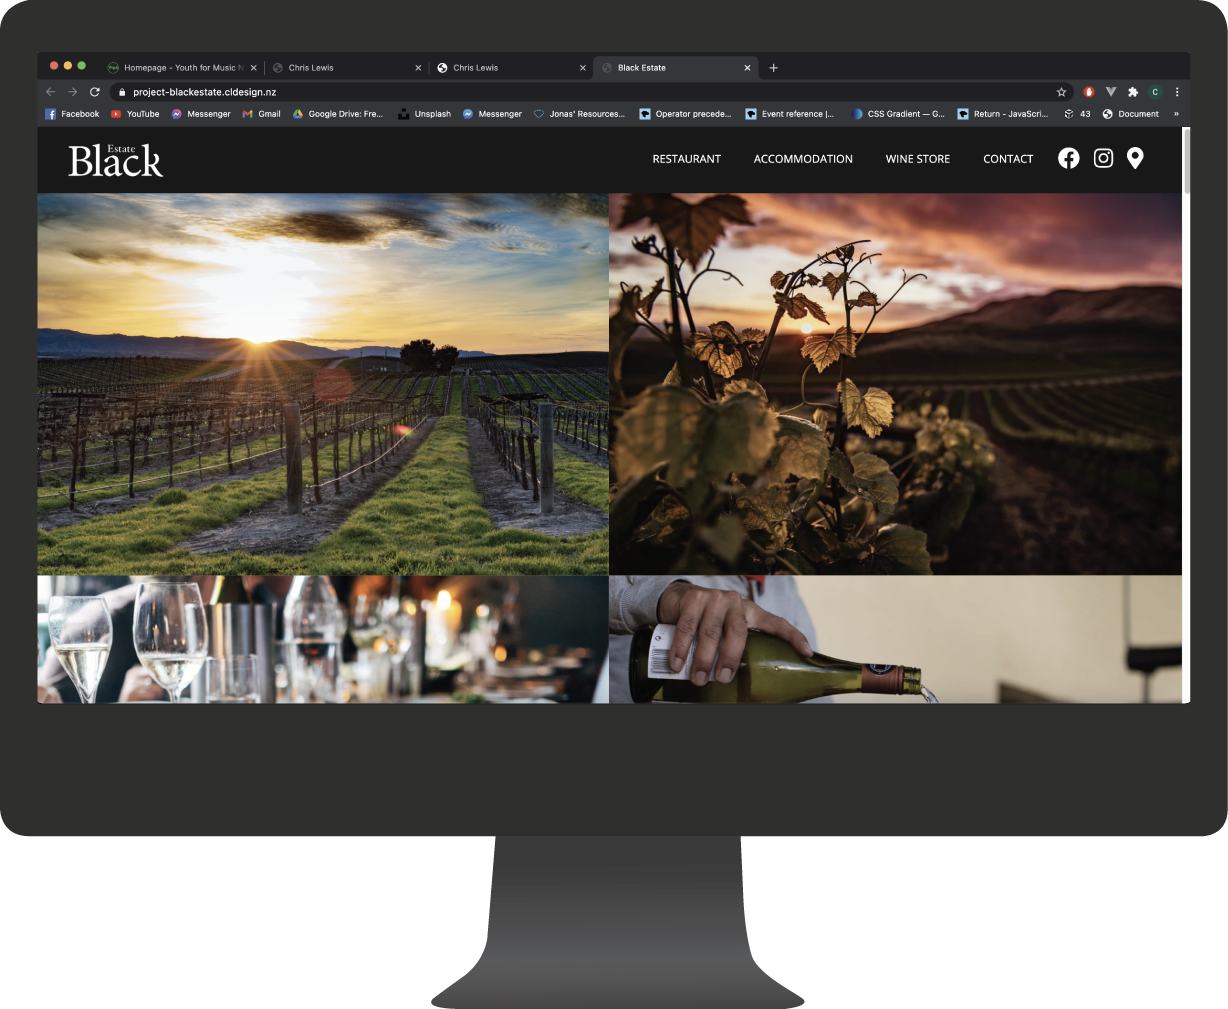 Homepage - Youth for Music N
Chris Lewis
Chris Lewis
Black Estate
project-blackestate.cldesign.nz
C
Facebook
YouTube
Messenger
Gmail
Google Drive: Fre...
Unsplash
Messenger
Jonas' Resources...
Operator precede...
Event reference |...
CSS Gradient — G...
Return - JavaScri...
43
Document
»
Estate
Black
RESTAURANT
ACCOMMODATION
WINE STORE
CONTACT